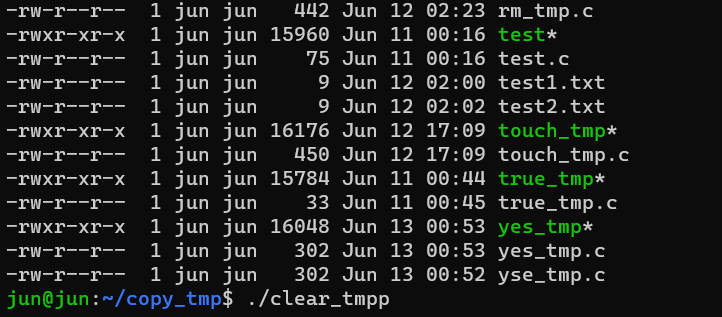 -rw-r--r--  1 jun jun   442 Jun 12 02:23 rm_tmp.c
-rwxr-xr-x  1 jun jun 15960 Jun 11 00:16 test*
-rw-r--r--  1 jun jun    75 Jun 11 00:16 test.c
-rw-r--r--  1 jun jun     9 Jun 12 02:00 test1.txt
-rw-r--r--  1 jun jun     9 Jun 12 02:02 test2.txt
-rwxr-xr-x  1 jun jun 16176 Jun 12 17:09 touch_tmp*
-rw-r--r--  1 jun jun   450 Jun 12 17:09 touch_tmp.c
-rwxr-xr-x  1 jun jun 15784 Jun 11 00:44 true_tmp*
-rw-r--r--  1 jun jun    33 Jun 11 00:45 true_tmp.c
-rwxr-xr-x  1 jun jun 16048 Jun 13 00:53 yes_tmp*
-rw-r--r--  1 jun jun   302 Jun 13 00:53 yes_tmp.c
-rw-r--r--  1 jun jun   302 Jun 13 00:52 yse_tmp.c
jun@jun:~/copy_tmp$ ./clear_tmpp